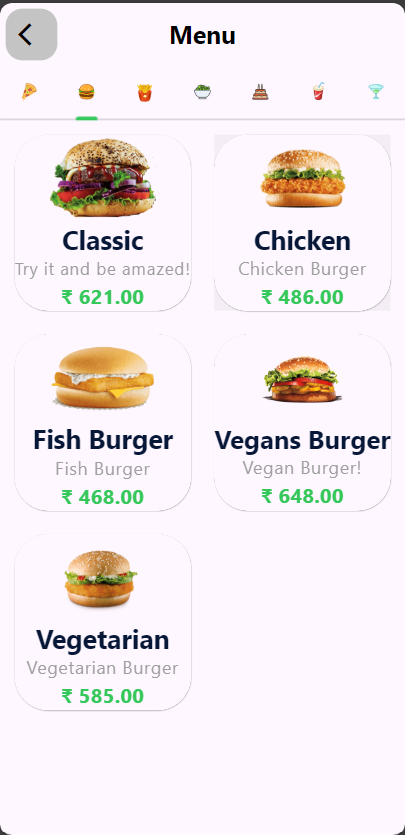 Menu
Classic
Try it and be amazed!
₹ 621.00
Chicken
Chicken Burger
₹ 486.00
Fish Burger
Fish Burger
₹ 468.00
Vegans Burger
Vegan Burger!
₹ 648.00
Vegetarian
Vegetarian Burger
₹ 585.00